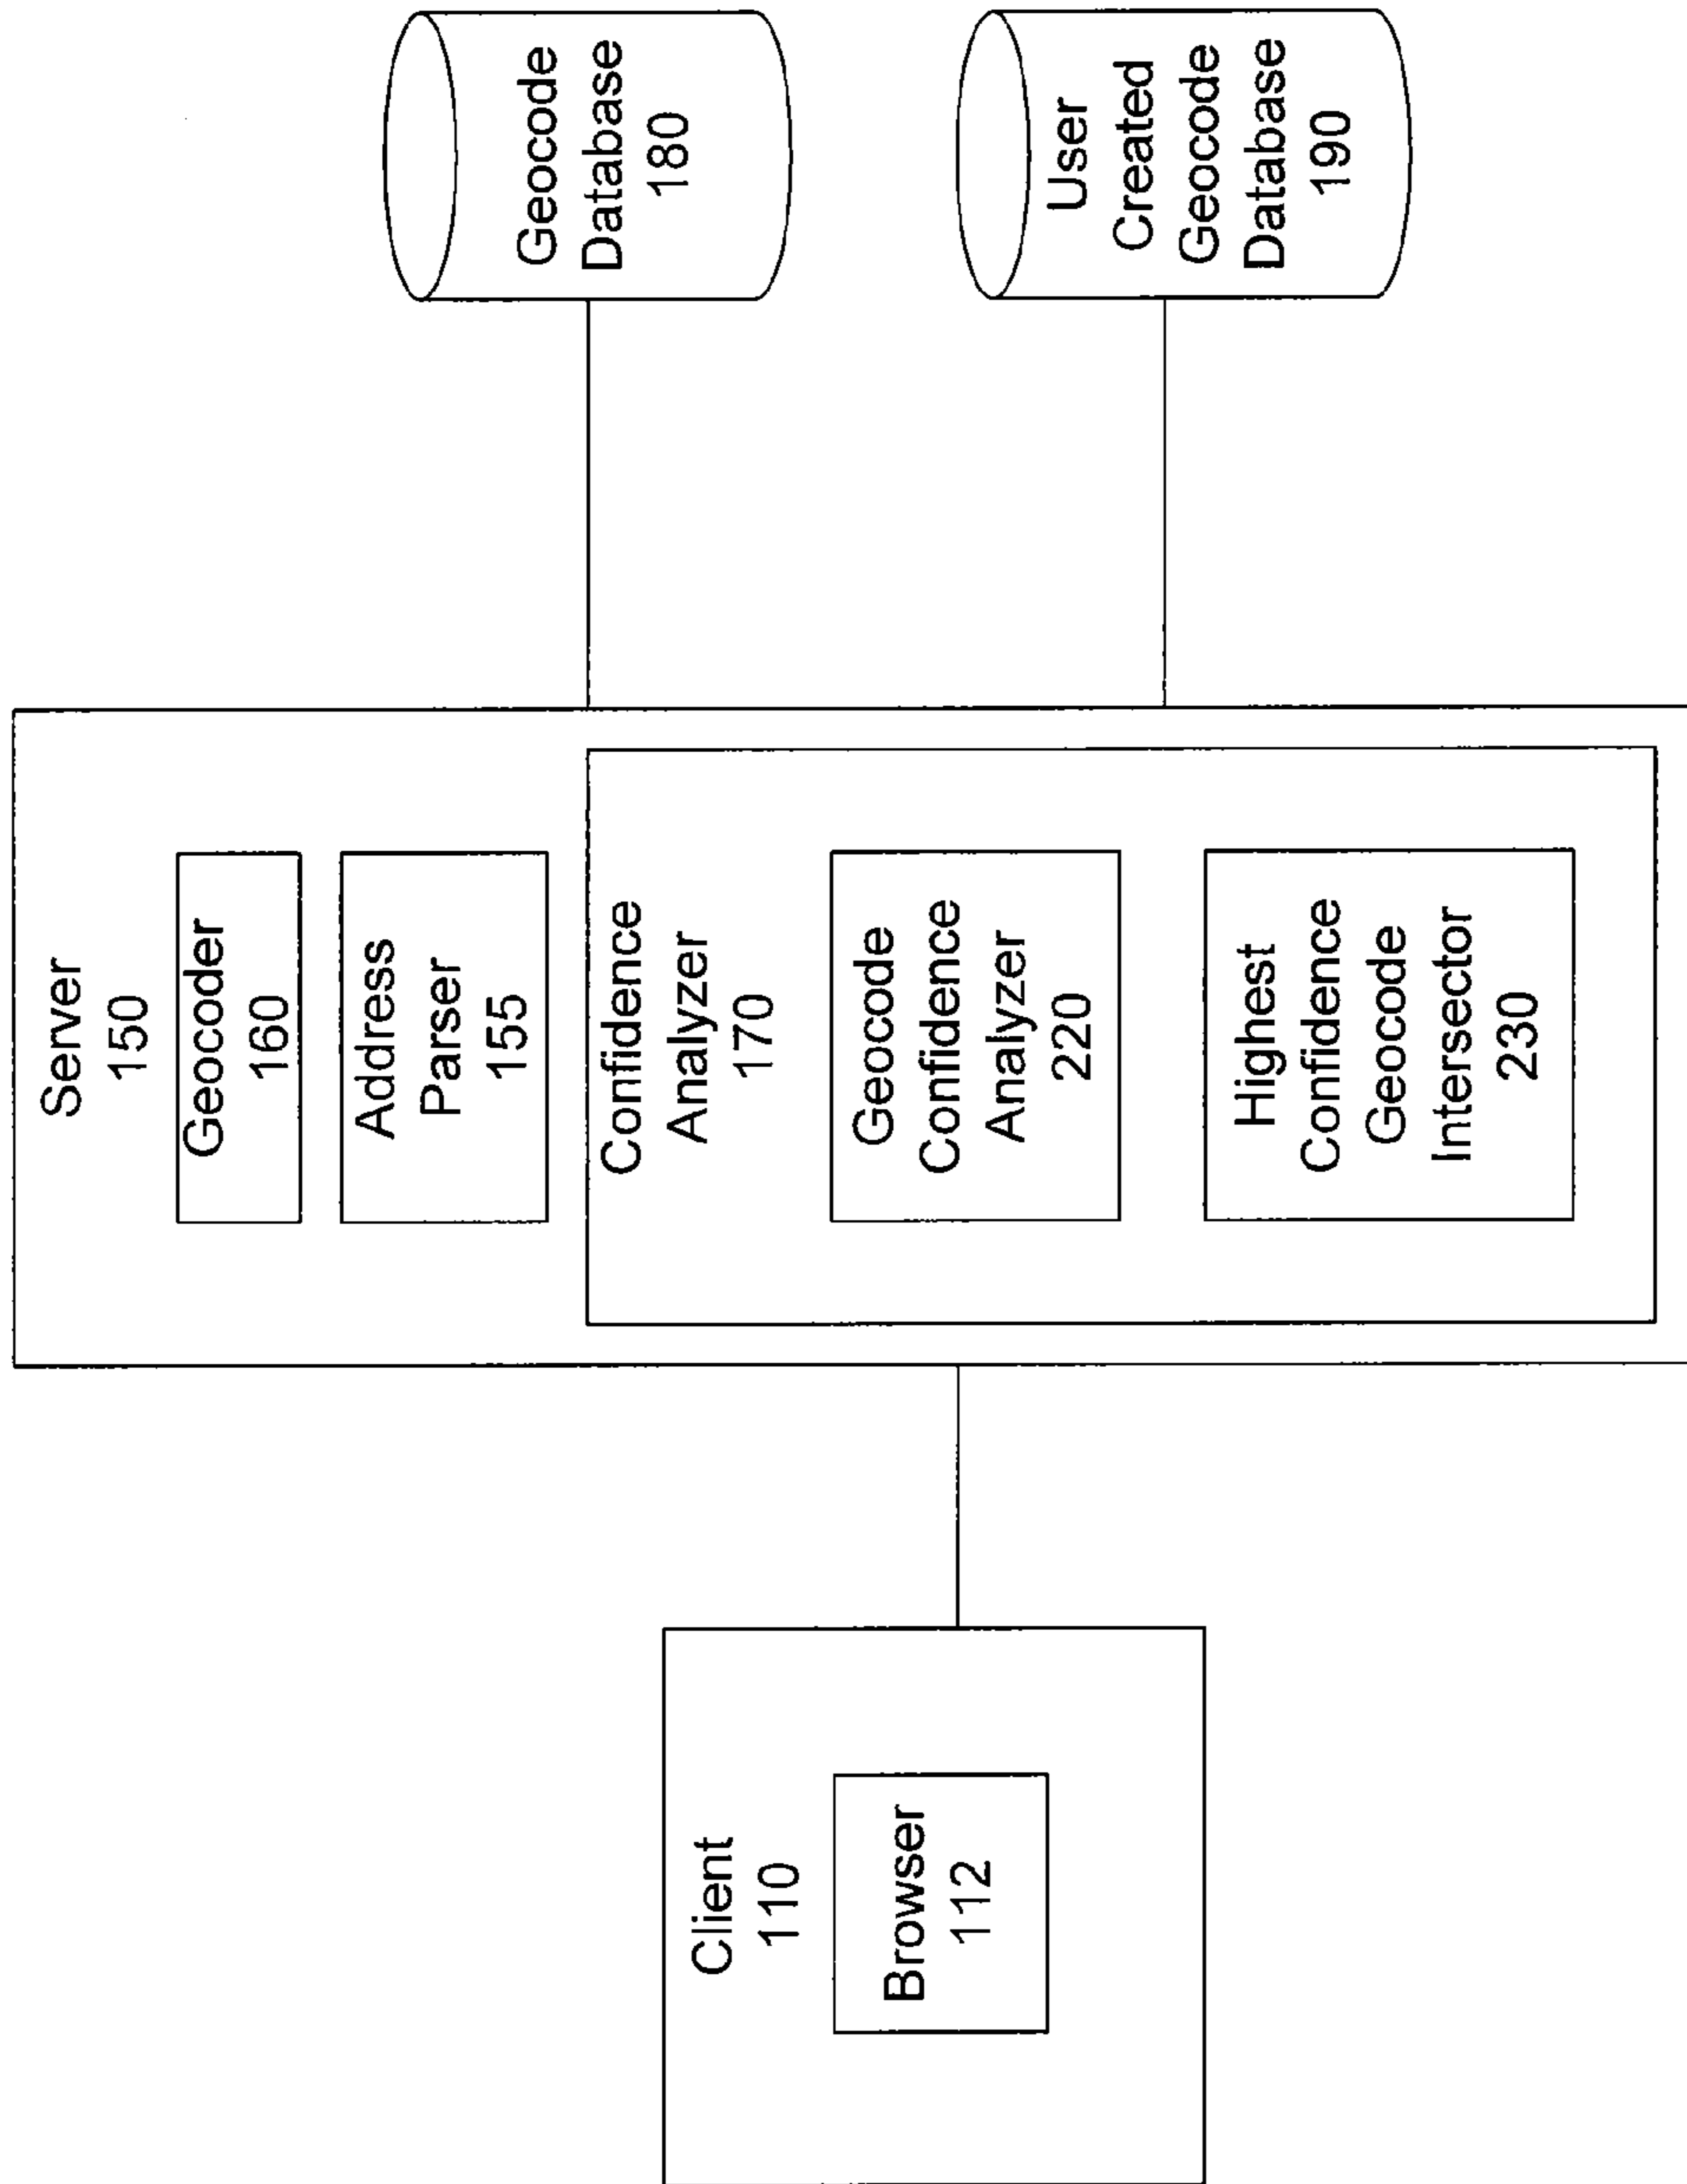 Client
110
Browser
112
Server
150
Geocoder
160
Address
Parser
155
Confidence
Analyzer
170
Geocode
Confidence
Analyzer
220
Highest
Confidence
Geocode
Intersector
230
Geocode
Database
180
User
Created
Geocode
Database
190